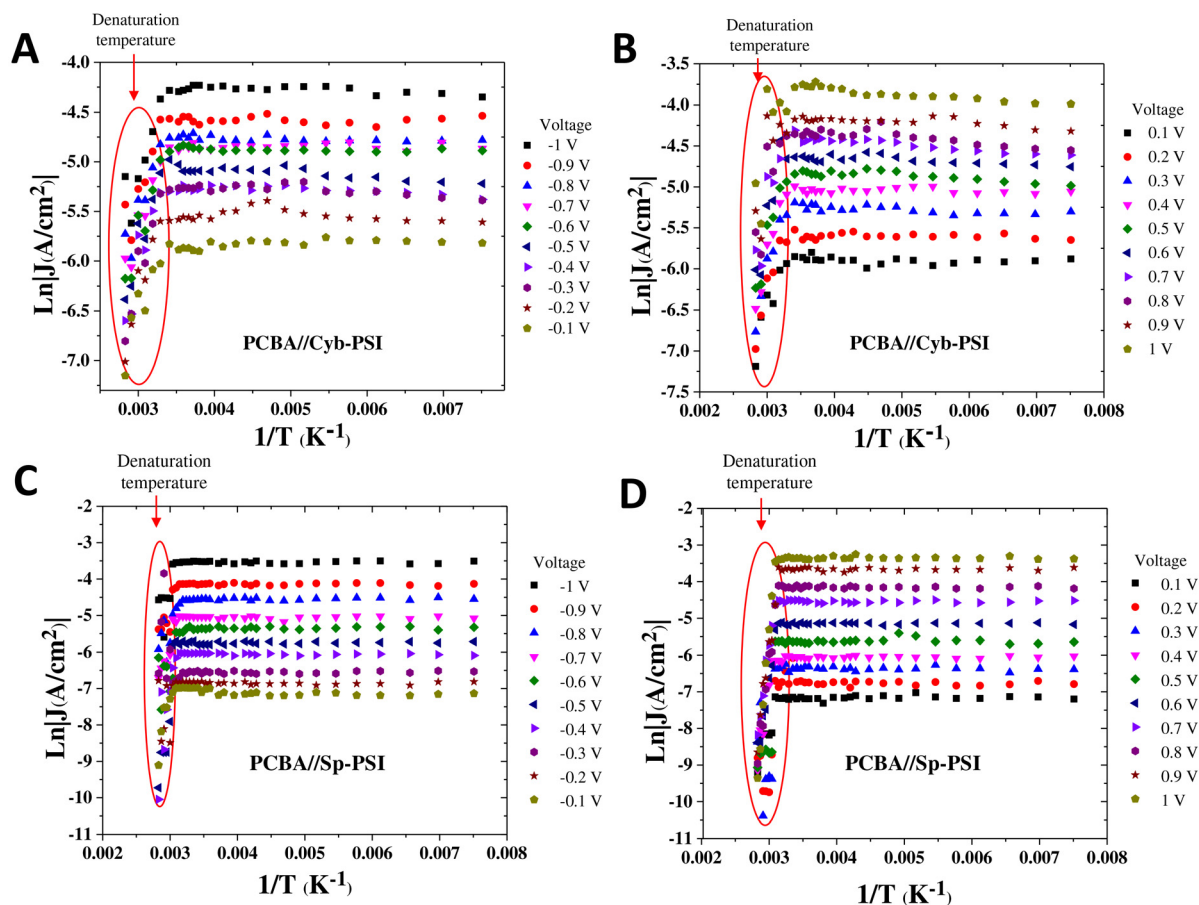 A
Denaturation
temperature
-4.0
-4.5
-5.0
-5.5
-6.0
-6.5
-7.0
Ln|J(A/cm²)|
0.003
0.004
0.005
0.006
0.007
1/T (K⁻¹)
PCBA//Cyb-PSI
Voltage
-1 V
-0.9 V
-0.8 V
-0.7 V
-0.6 V
-0.5 V
-0.4 V
-0.3 V
-0.2 V
-0.1 V
B
Denaturation
temperature
-3.5
-4.0
-4.5
-5.0
-5.5
-6.0
-6.5
-7.0
-7.5
Ln|J(A/cm²)|
0.002
0.003
0.004
0.005
0.006
0.007
0.008
1/T (K⁻¹)
PCBA//Cyb-PSI
Voltage
0.1 V
0.2 V
0.3 V
0.4 V
0.5 V
0.6 V
0.7 V
0.8 V
0.9 V
1 V
C
Denaturation
temperature
-2
-3
-4
-5
-6
-7
-8
-9
-10
-11
Ln|J(A/cm²)|
0.002
0.003
0.004
0.005
0.006
0.007
0.008
1/T (K⁻¹)
PCBA//Sp-PSI
Voltage
-1 V
-0.9 V
-0.8 V
-0.7 V
-0.6 V
-0.5 V
-0.4 V
-0.3 V
-0.2 V
-0.1 V
D
Denaturation
temperature
-2
-3
-4
-5
-6
-7
-8
-9
-10
-11
Ln|J(A/cm²)|
0.002
0.003
0.004
0.005
0.006
0.007
0.008
1/T (K⁻¹)
PCBA//Sp-PSI
Voltage
0.1 V
0.2 V
0.3 V
0.4 V
0.5 V
0.6 V
0.7 V
0.8 V
0.9 V
1 V